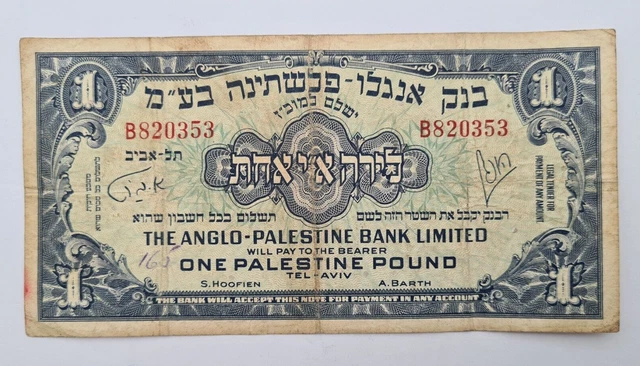 1 בנק אנגלו-פלשתינה בע״מ 1
ישלם למוכ״ז
B820353 B820353
תל-אביב
לירה א״י אחת
LEGAL TENDER FOR
PAYMENT OF ANY AMOUNT
הבנק יקבל את השטר הזה לשם תשלום בכל חשבון שהוא
THE ANGLO-PALESTINE BANK LIMITED
WILL PAY TO THE BEARER
165
ONE PALESTINE POUND
TEL-AVIV
S. HOOFIEN A. BARTH
1 THE BANK WILL ACCEPT THIS NOTE FOR PAYMENT IN ANY ACCOUNT 1